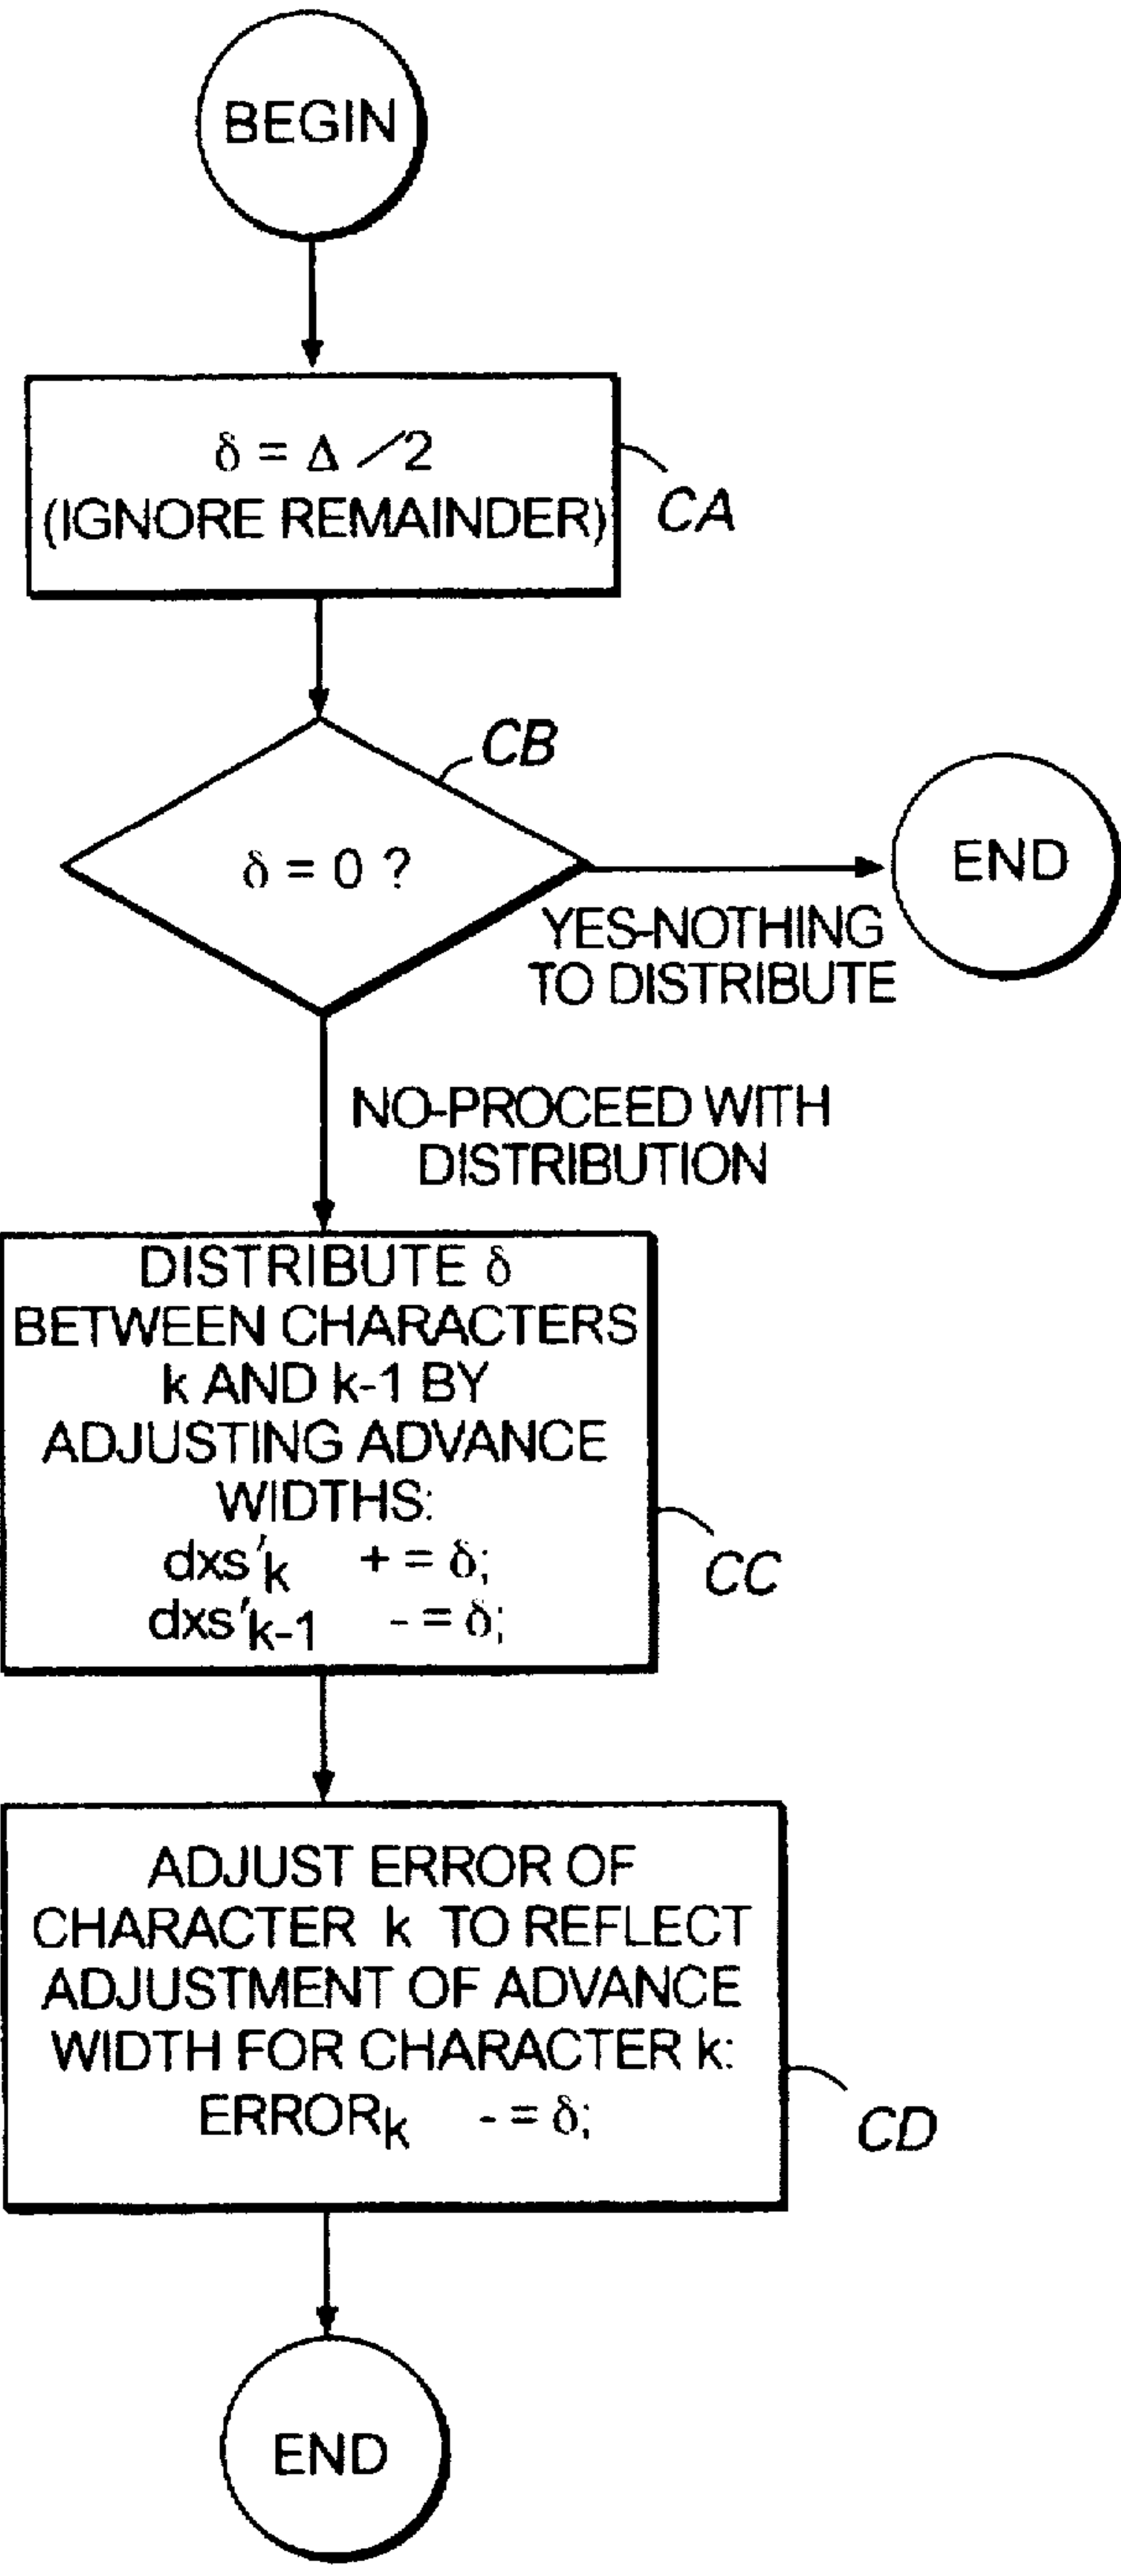 BEGIN
δ = Δ /2
(IGNORE REMAINDER)
CA
CB
δ = 0 ?
END
YES-NOTHING
TO DISTRIBUTE
NO-PROCEED WITH
DISTRIBUTION
DISTRIBUTE δ
BETWEEN CHARACTERS
k AND k-1 BY
ADJUSTING ADVANCE
WIDTHS:
dxs'k + = δ;
dxs'k-1 - = δ;
CC
ADJUST ERROR OF
CHARACTER k TO REFLECT
ADJUSTMENT OF ADVANCE
WIDTH FOR CHARACTER k:
ERRORk - = δ;
CD
END